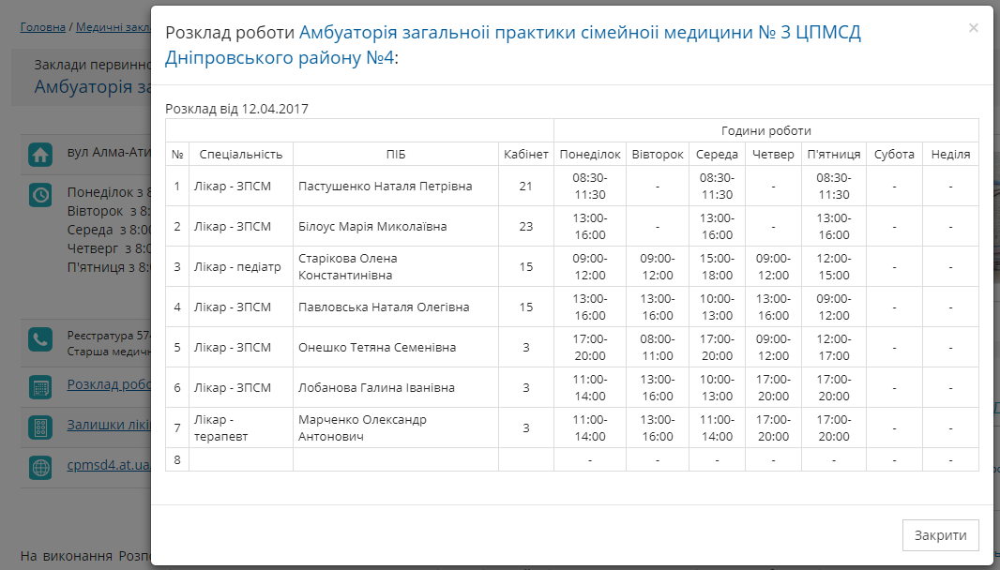 Головна / Медичні закла
Заклади первинно
Амбуаторія за
вул Алма-Ати
Понеділок з 8
Вівторок з 8:
Середа з 8:00
Четверг з 8:0
П'ятниця з 8:
Реєстратура 57-
Старша медичн
Розклад робо
Залишки лікі
cpmsd4.at.ua
На виконання Розпо
Розклад роботи Амбуаторія загальноії практики сімейноії медицини № 3 ЦПМСД
Дніпровського району №4:
×
Розклад від 12.04.2017
Години роботи
№ Спеціальність ПІБ Кабінет Понеділок Вівторок Середа Четвер П'ятниця Субота Неділя
1 Лікар - ЗПСМ Пастушенко Наталя Петрівна 21 08:30-11:30 - 08:30-11:30 - 08:30-11:30 - -
2 Лікар - ЗПСМ Білоус Марія Миколаївна 23 13:00-16:00 - 13:00-16:00 - 13:00-16:00 - -
3 Лікар - педіатр Старікова Олена Константинівна 15 09:00-12:00 09:00-12:00 15:00-18:00 09:00-12:00 12:00-15:00 - -
4 Лікар - ЗПСМ Павловська Наталя Олегівна 15 13:00-16:00 13:00-16:00 10:00-13:00 13:00-16:00 09:00-12:00 - -
5 Лікар - ЗПСМ Онешко Тетяна Семенівна 3 17:00-20:00 08:00-11:00 17:00-20:00 09:00-12:00 12:00-17:00 - -
6 Лікар - ЗПСМ Лобанова Галина Іванівна 3 11:00-14:00 13:00-16:00 10:00-13:00 17:00-20:00 17:00-20:00 - -
7 Лікар - терапевт Марченко Олександр Антонович 3 11:00-14:00 13:00-16:00 11:00-14:00 17:00-20:00 17:00-20:00 - -
8 - - - - - - -
Закрити